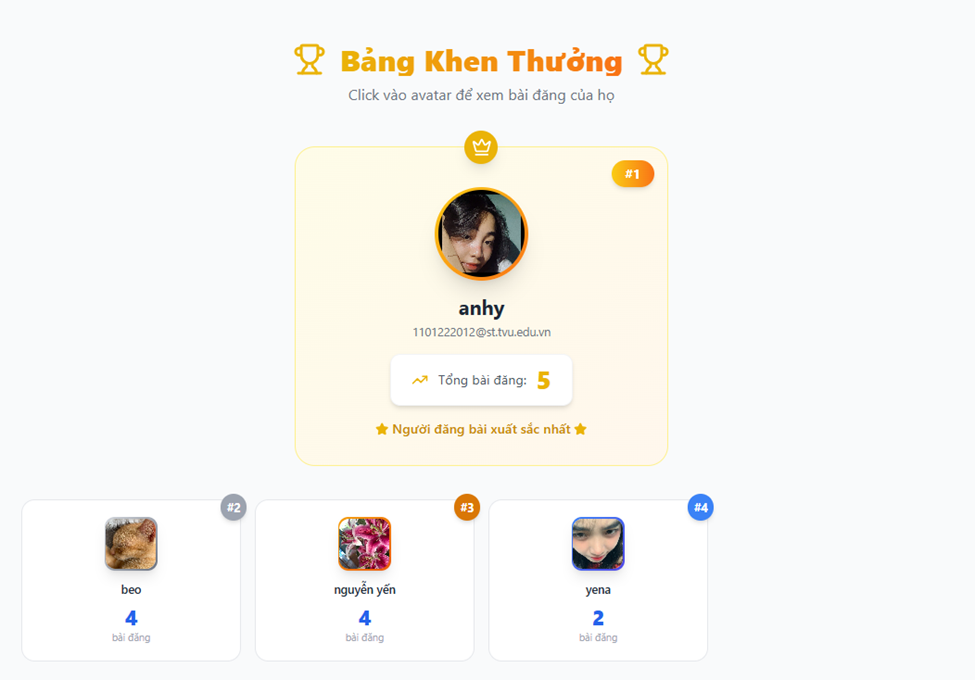 Bảng Khen Thưởng
Click vào avatar để xem bài đăng của họ
#1
anhy
1101222012@st.tvu.edu.vn
Tổng bài đăng: 5
Người đăng bài xuất sắc nhất
#2
beo
4
bài đăng
#3
nguyễn yến
4
bài đăng
#4
yena
2
bài đăng